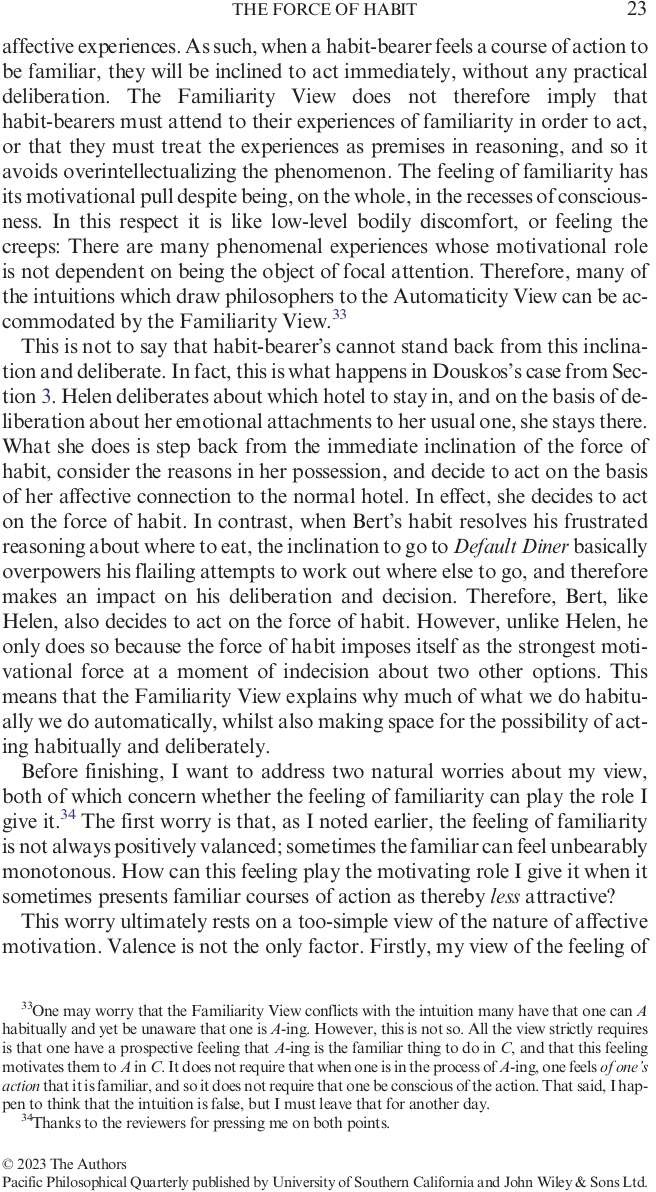 THE FORCE OF HABIT 23
affective experiences. As such, when a habit-bearer feels a course of action to
be familiar, they will be inclined to act immediately, without any practical
deliberation. The Familiarity View does not therefore imply that
habit-bearers must attend to their experiences of familiarity in order to act,
or that they must treat the experiences as premises in reasoning, and so it
avoids overintellectualizing the phenomenon. The feeling of familiarity has
its motivational pull despite being, on the whole, in the recesses of conscious-
ness. In this respect it is like low-level bodily discomfort, or feeling the
creeps: There are many phenomenal experiences whose motivational role
is not dependent on being the object of focal attention. Therefore, many of
the intuitions which draw philosophers to the Automaticity View can be ac-
commodated by the Familiarity View.33
This is not to say that habit-bearer's cannot stand back from this inclina-
tion and deliberate. In fact, this is what happens in Douskos's case from Sec-
tion 3. Helen deliberates about which hotel to stay in, and on the basis of de-
liberation about her emotional attachments to her usual one, she stays there.
What she does is step back from the immediate inclination of the force of
habit, consider the reasons in her possession, and decide to act on the basis
of her affective connection to the normal hotel. In effect, she decides to act
on the force of habit. In contrast, when Bert's habit resolves his frustrated
reasoning about where to eat, the inclination to go to Default Diner basically
overpowers his flailing attempts to work out where else to go, and therefore
makes an impact on his deliberation and decision. Therefore, Bert, like
Helen, also decides to act on the force of habit. However, unlike Helen, he
only does so because the force of habit imposes itself as the strongest moti-
vational force at a moment of indecision about two other options. This
means that the Familiarity View explains why much of what we do habitu-
ally we do automatically, whilst also making space for the possibility of act-
ing habitually and deliberately.
Before finishing, I want to address two natural worries about my view,
both of which concern whether the feeling of familiarity can play the role I
give it.34 The first worry is that, as I noted earlier, the feeling of familiarity
is not always positively valanced; sometimes the familiar can feel unbearably
monotonous. How can this feeling play the motivating role I give it when it
sometimes presents familiar courses of action as thereby less attractive?
This worry ultimately rests on a too-simple view of the nature of affective
motivation. Valence is not the only factor. Firstly, my view of the feeling of
33One may worry that the Familiarity View conflicts with the intuition many have that one can A
habitually and yet be unaware that one is A-ing. However, this is not so. All the view strictly requires
is that one have a prospective feeling that A-ing is the familiar thing to do in C, and that this feeling
motivates them to A in C. It does not require that when one is in the process of A-ing, one feels of one's
action that it is familiar, and so it does not require that one be conscious of the action. That said, I hap-
pen to think that the intuition is false, but I must leave that for another day.
34Thanks to the reviewers for pressing me on both points.
© 2023 The Authors
Pacific Philosophical Quarterly published by University of Southern California and John Wiley & Sons Ltd.